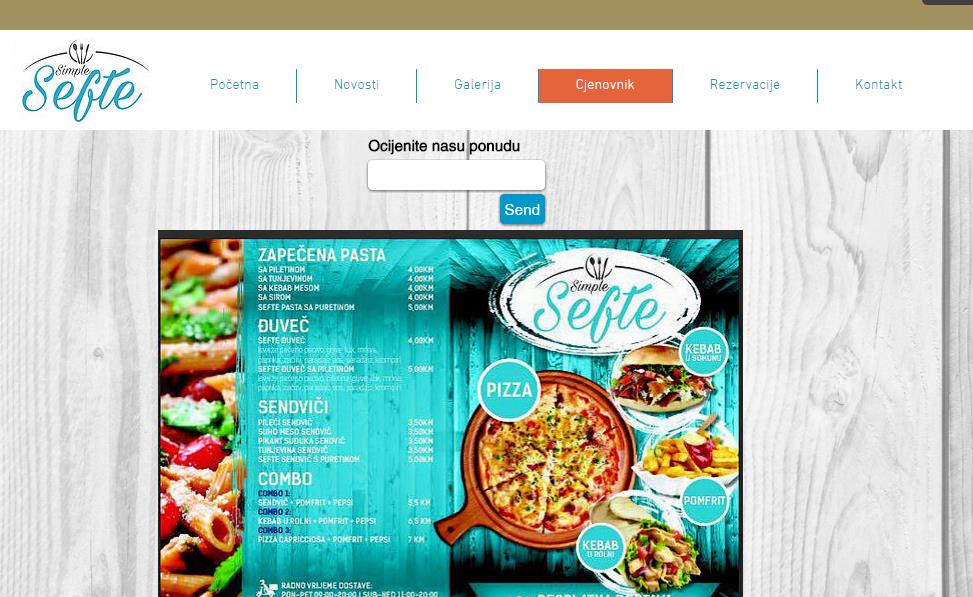 Simple
Sefte
Početna
Novosti
Galerija
Cjenovnik
Rezervacije
Kontakt
Ocijenite nasu ponudu
Send
ZAPEČENA PASTA
SA PILETINOM 4,00KM
SA TUNJEVINOM 4,00KM
SA KEBAB MESOM 4,00KM
SA SIROM 4,00KM
SEFTE PASTA SA PURETINOM 5,00KM
ĐUVEČ
SEFTE ĐUVEČ 4,00KM
SEFTE ĐUVEČ SA PILETINOM 5,00KM
SENDVIČI
PILEĆI SENDVIČ 3,50KM
SUHO MESO SENDVIČ 3,50KM
PIKANT SUDUKA SENDVIČ 3,50KM
TUNJEVINA SENDVIČ 3,50KM
SEFTE SENDVIČ S PURETINOM 5,00KM
COMBO
COMBO 1:
SENDVIČ + POMFRIT + PEPSI 5,5 KM
COMBO 2:
KEBAB U ROLNI + POMFRIT + PEPSI 6,5 KM
COMBO 3:
PIZZA CAPRICCIOSA + POMFRIT + PEPSI 7 KM
RADNO VRIJEME DOSTAVE:
PON-PET 09:00-20:00 | SUB-NED 11:00-20:00
Simple
Sefte
KEBAB
U SOMUNU
PIZZA
POMFRIT
KEBAB
U ROLNI
BESPLATNA DOSTAVA